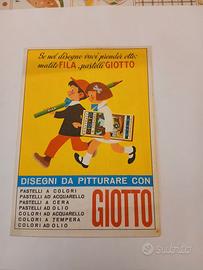 Se nel disegno vuoi prender otto:
matite FILA, pastelli GIOTTO
DISEGNI DA PITTURARE CON
PASTELLI A COLORI
PASTELLI AD ACQUARELLO
PASTELLI A CERA
PASTELLI AD OLIO
COLORI AD ACQUARELLO
COLORI A TEMPERA
COLORI AD OLIO
GIOTTO
Subito